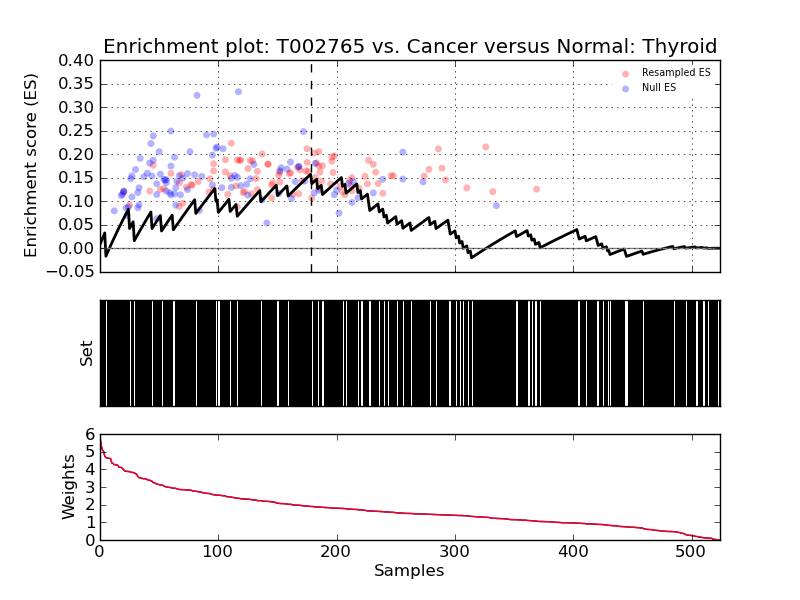 Enrichment plot: T002765 vs. Cancer versus Normal: Thyroid
Enrichment score (ES)
0.40
0.35
0.30
0.25
0.20
0.15
0.10
0.05
0.00
−0.05
Resampled ES
Null ES
Set
Weights
6
5
4
3
2
1
0
0 100 200 300 400 500
Samples